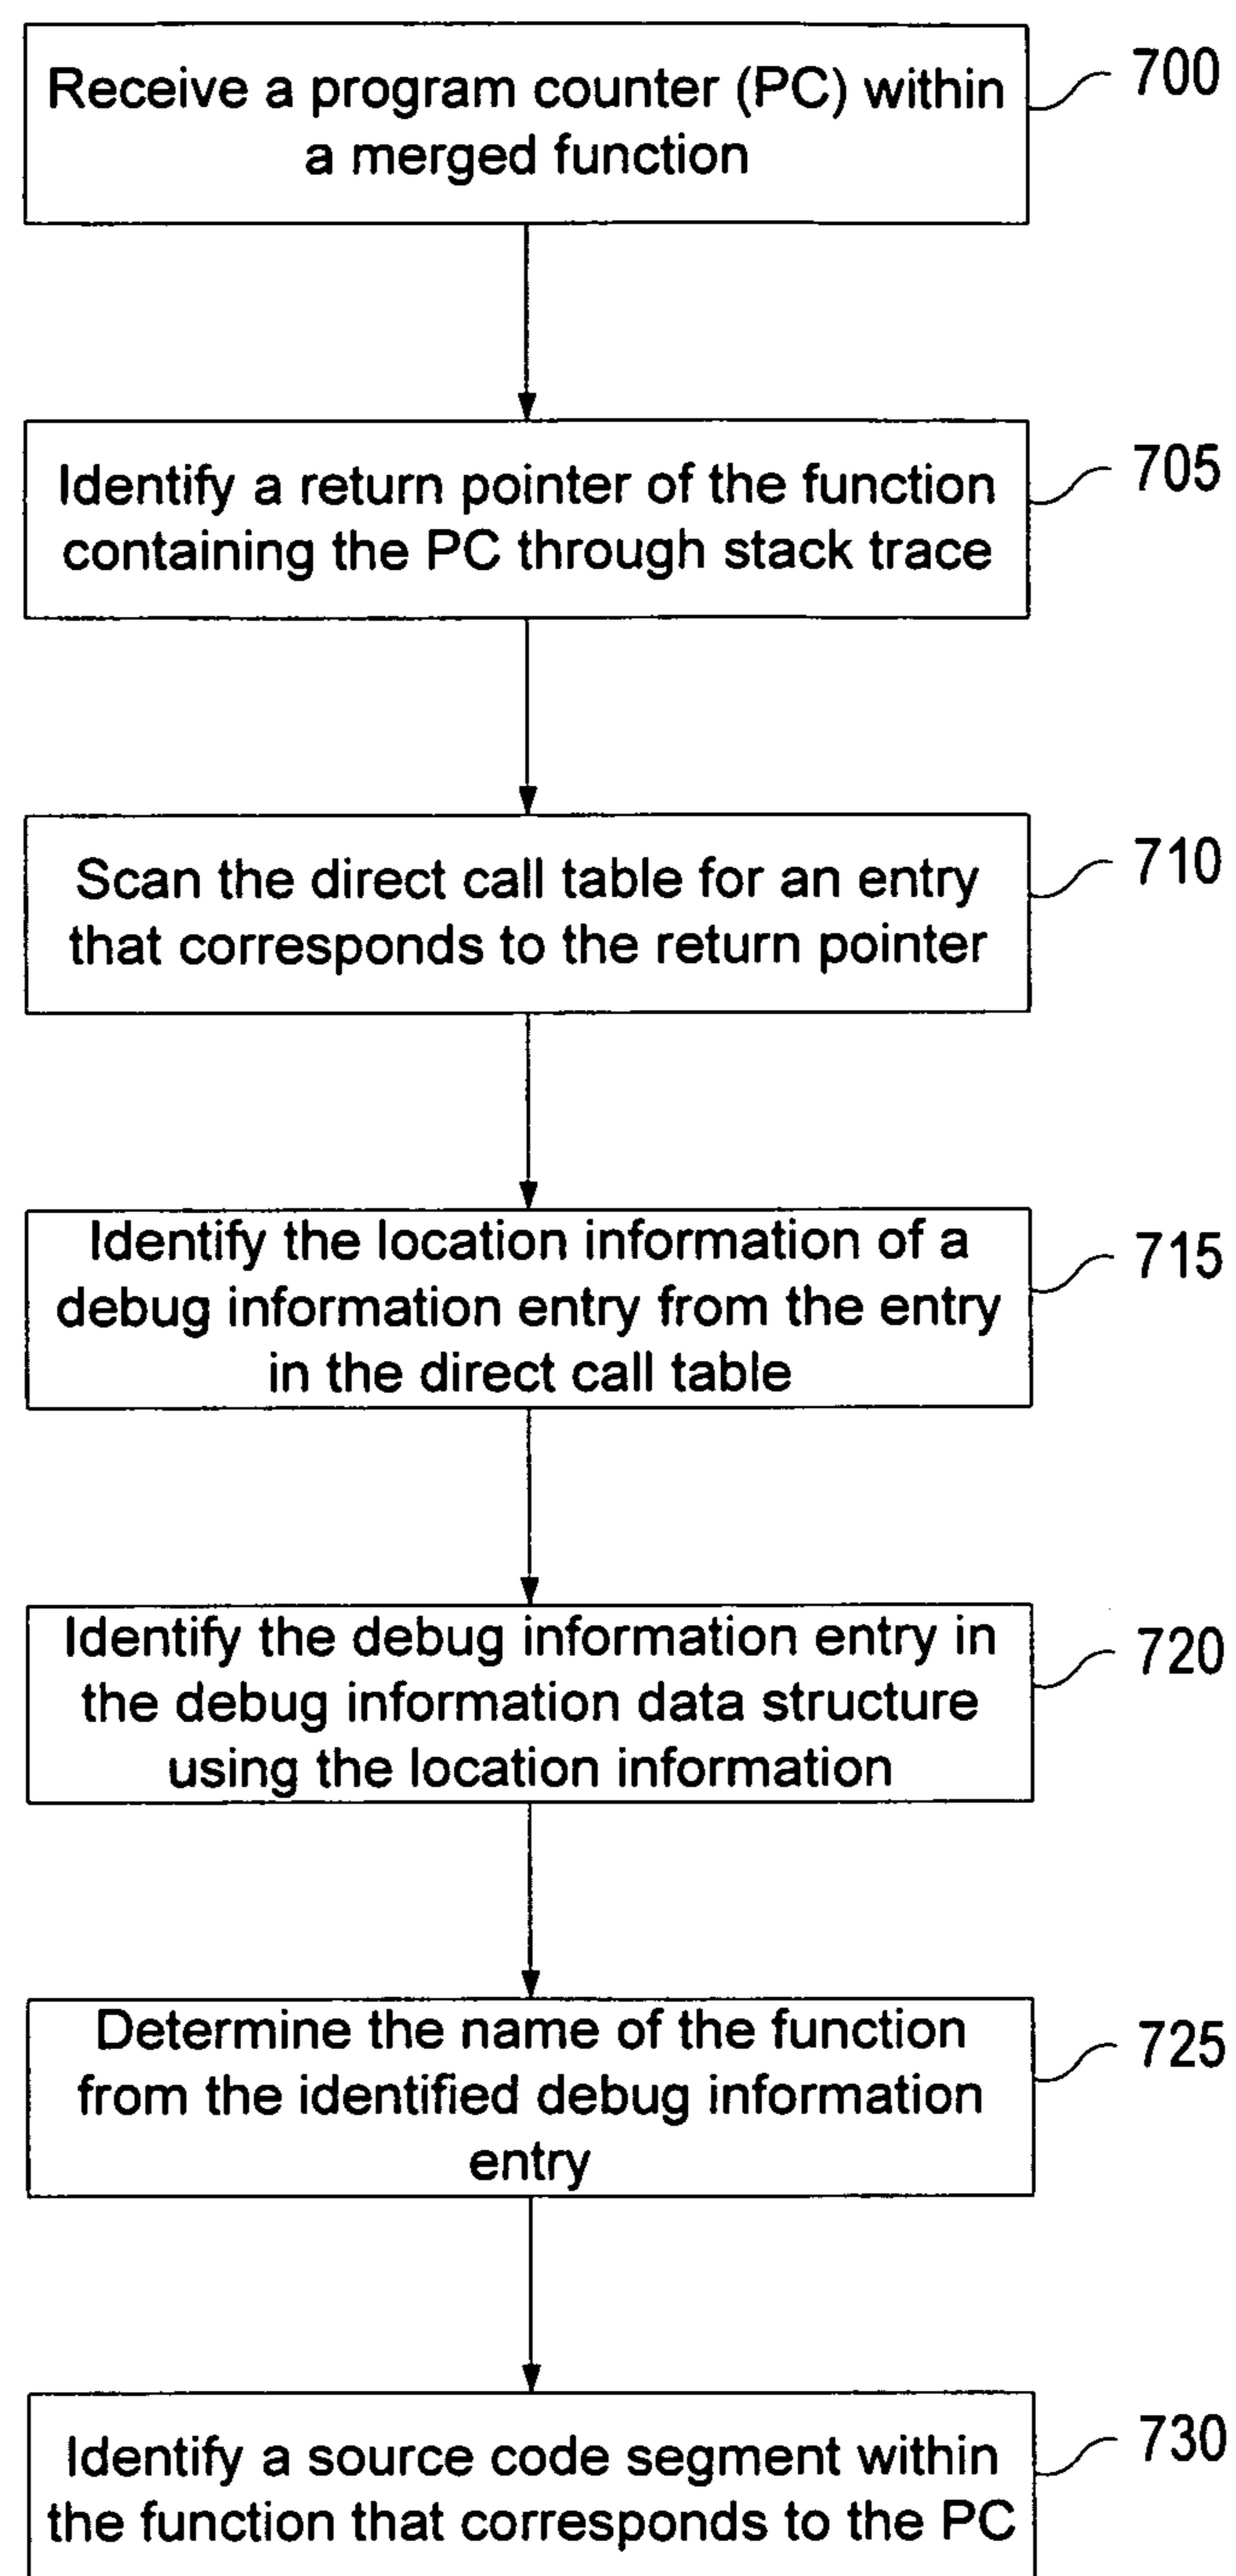 Receive a program counter (PC) within
a merged function
700
Identify a return pointer of the function
containing the PC through stack trace
705
Scan the direct call table for an entry
that corresponds to the return pointer
710
Identify the location information of a
debug information entry from the entry
in the direct call table
715
Identify the debug information entry in
the debug information data structure
using the location information
720
Determine the name of the function
from the identified debug information
entry
725
Identify a source code segment within
the function that corresponds to the PC
730